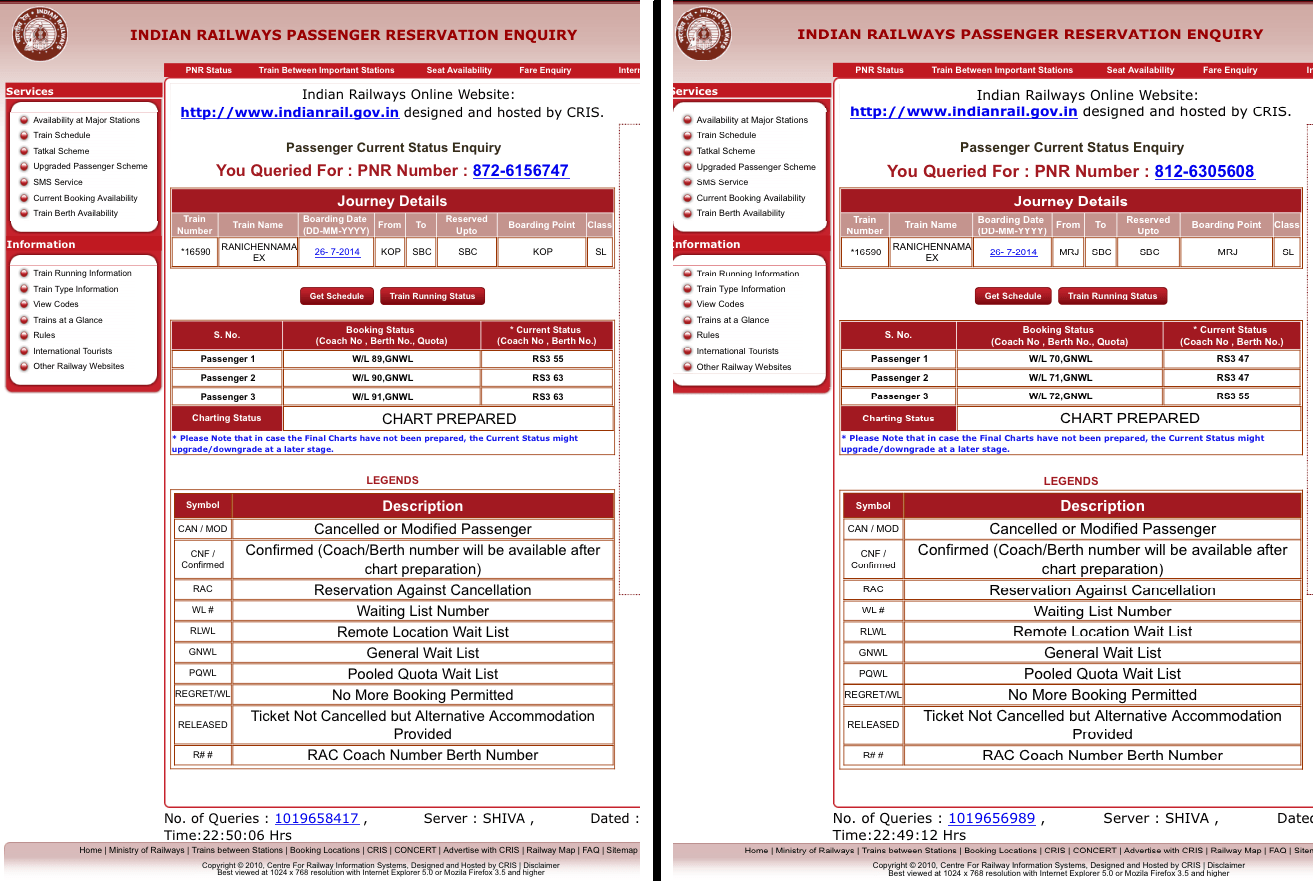 INDIAN RAILWAYS PASSENGER RESERVATION ENQUIRY
PNR Status Train Between Important Stations Seat Availability Fare Enquiry
Services
Availability at Major Stations
Train Schedule
Tatkal Scheme
Upgraded Passenger Scheme
SMS Service
Current Booking Availability
Train Berth Availability
Information
Train Running Information
Train Type Information
View Codes
Trains at a Glance
Rules
International Tourists
Other Railway Websites
Indian Railways Online Website:
http://www.indianrail.gov.in designed and hosted by CRIS.
Passenger Current Status Enquiry
You Queried For : PNR Number : 872-6156747
Journey Details
Train Number Train Name Boarding Date (DD-MM-YYYY) From To Reserved Upto Boarding Point Class
*16590 RANICHENNAMA EX 26- 7-2014 KOP SBC SBC KOP SL
Get Schedule Train Running Status
S. No. Booking Status (Coach No , Berth No., Quota) * Current Status (Coach No , Berth No.)
Passenger 1 W/L 89,GNWL RS3 55
Passenger 2 W/L 90,GNWL RS3 63
Passenger 3 W/L 91,GNWL RS3 63
Charting Status CHART PREPARED
* Please Note that in case the Final Charts have not been prepared, the Current Status might
upgrade/downgrade at a later stage.
LEGENDS
Symbol Description
CAN / MOD Cancelled or Modified Passenger
CNF / Confirmed Confirmed (Coach/Berth number will be available after chart preparation)
RAC Reservation Against Cancellation
WL # Waiting List Number
RLWL Remote Location Wait List
GNWL General Wait List
PQWL Pooled Quota Wait List
REGRET/WL No More Booking Permitted
RELEASED Ticket Not Cancelled but Alternative Accommodation Provided
R# # RAC Coach Number Berth Number
No. of Queries : 1019658417 , Server : SHIVA , Dated :
Time:22:50:06 Hrs
Home | Ministry of Railways | Trains between Stations | Booking Locations | CRIS | CONCERT | Advertise with CRIS | Railway Map | FAQ | Sitemap
Copyright © 2010, Centre For Railway Information Systems, Designed and Hosted by CRIS | Disclaimer
Best viewed at 1024 x 768 resolution with Internet Explorer 5.0 or Mozila Firefox 3.5 and higher
INDIAN RAILWAYS PASSENGER RESERVATION ENQUIRY
PNR Status Train Between Important Stations Seat Availability Fare Enquiry
Services
Availability at Major Stations
Train Schedule
Tatkal Scheme
Upgraded Passenger Scheme
SMS Service
Current Booking Availability
Train Berth Availability
Information
Train Running Information
Train Type Information
View Codes
Trains at a Glance
Rules
International Tourists
Other Railway Websites
Indian Railways Online Website:
http://www.indianrail.gov.in designed and hosted by CRIS.
Passenger Current Status Enquiry
You Queried For : PNR Number : 812-6305608
Journey Details
Train Number Train Name Boarding Date (DD-MM-YYYY) From To Reserved Upto Boarding Point Class
*16590 RANICHENNAMA EX 26- 7-2014 MRJ SBC SBC MRJ SL
Get Schedule Train Running Status
S. No. Booking Status (Coach No , Berth No., Quota) * Current Status (Coach No , Berth No.)
Passenger 1 W/L 70,GNWL RS3 47
Passenger 2 W/L 71,GNWL RS3 47
Passenger 3 W/L 72,GNWL RS3 55
Charting Status CHART PREPARED
* Please Note that in case the Final Charts have not been prepared, the Current Status might
upgrade/downgrade at a later stage.
LEGENDS
Symbol Description
CAN / MOD Cancelled or Modified Passenger
CNF / Confirmed Confirmed (Coach/Berth number will be available after chart preparation)
RAC Reservation Against Cancellation
WL # Waiting List Number
RLWL Remote Location Wait List
GNWL General Wait List
PQWL Pooled Quota Wait List
REGRET/WL No More Booking Permitted
RELEASED Ticket Not Cancelled but Alternative Accommodation Provided
R# # RAC Coach Number Berth Number
No. of Queries : 1019656989 , Server : SHIVA ,
Time:22:49:12 Hrs
Home | Ministry of Railways | Trains between Stations | Booking Locations | CRIS | CONCERT | Advertise with CRIS | Railway Map | FAQ |
Copyright © 2010, Centre For Railway Information Systems, Designed and Hosted by CRIS | Disclaimer
Best viewed at 1024 x 768 resolution with Internet Explorer 5.0 or Mozila Firefox 3.5 and higher